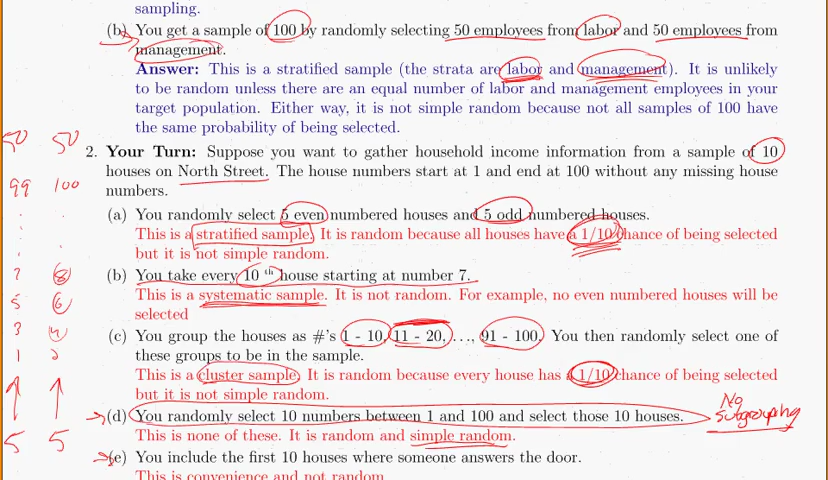 sampling.
(b) You get a sample of 100 by randomly selecting 50 employees from labor and 50 employees from
management.
Answer: This is a stratified sample (the strata are labor and management). It is unlikely
to be random unless there are an equal number of labor and management employees in your
target population. Either way, it is not simple random because not all samples of 100 have
the same probability of being selected.
50 50
2. Your Turn: Suppose you want to gather household income information from a sample of 10
houses on North Street. The house numbers start at 1 and end at 100 without any missing house
numbers.
99 100
(a) You randomly select 5 even numbered houses and 5 odd numbered houses.
This is a stratified sample. It is random because all houses have a 1/10 chance of being selected
but it is not simple random.
(b) You take every 10 th house starting at number 7.
7 8
This is a systematic sample. It is not random. For example, no even numbered houses will be
selected
5 6
(c) You group the houses as #'s 1 - 10, 11 - 20, ..., 91 - 100. You then randomly select one of
these groups to be in the sample.
3 4
1 2
This is a cluster sample. It is random because every house has a 1/10 chance of being selected
but it is not simple random.
(d) You randomly select 10 numbers between 1 and 100 and select those 10 houses.
No
subgrouping
This is none of these. It is random and simple random.
5 5
(e) You include the first 10 houses where someone answers the door.
This is convenience and not random.